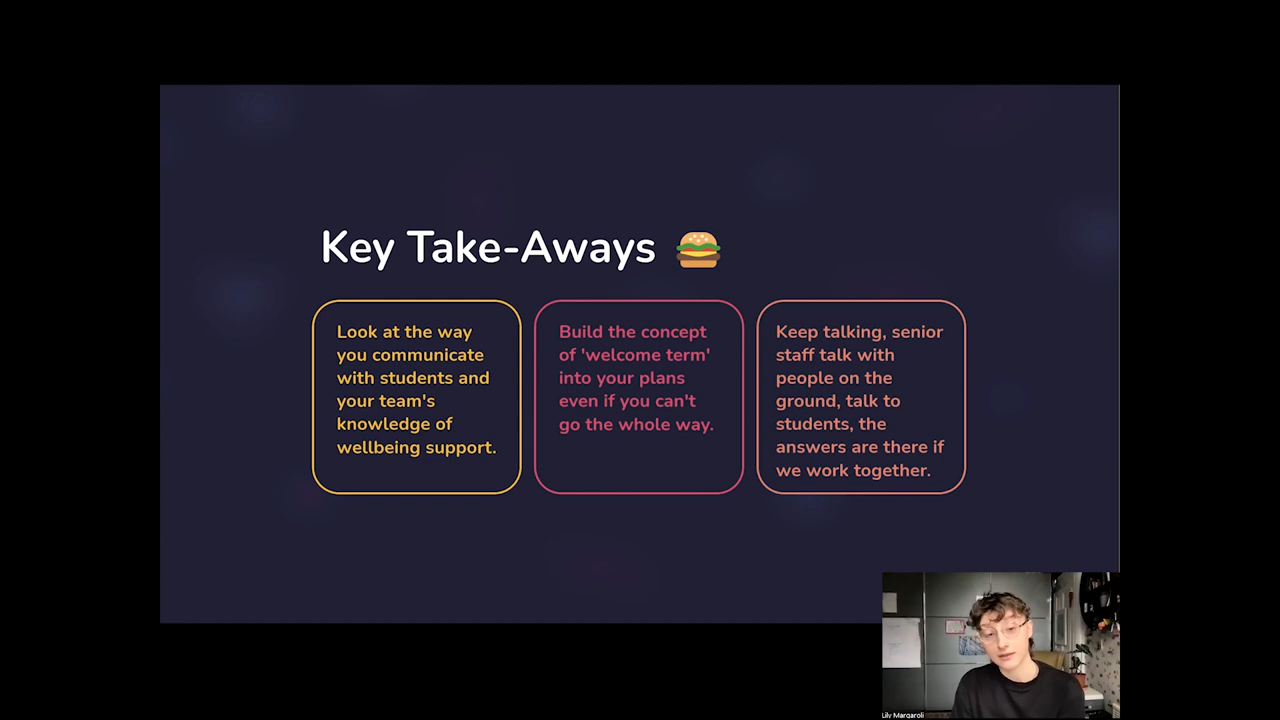 Key Take-Aways
Look at the way
you communicate
with students and
your team's
knowledge of
wellbeing support.
Build the concept
of 'welcome term'
into your plans
even if you can't
go the whole way.
Keep talking, senior
staff talk with
people on the
ground, talk to
students, the
answers are there if
we work together.
Lily Margaroli